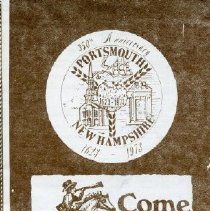 350th Anniversary
PORTSMOUTH
NEW HAMPSHIRE
1623 1973
Come